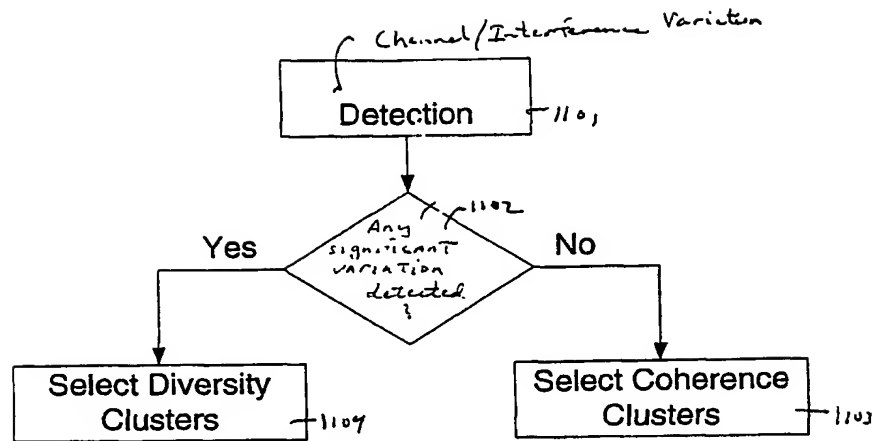 Channel/Interference Variation
Detection
1101
1102
Any
significant
variation
detected
?
Yes
No
Select Diversity
Clusters
1104
Select Coherence
Clusters
1103